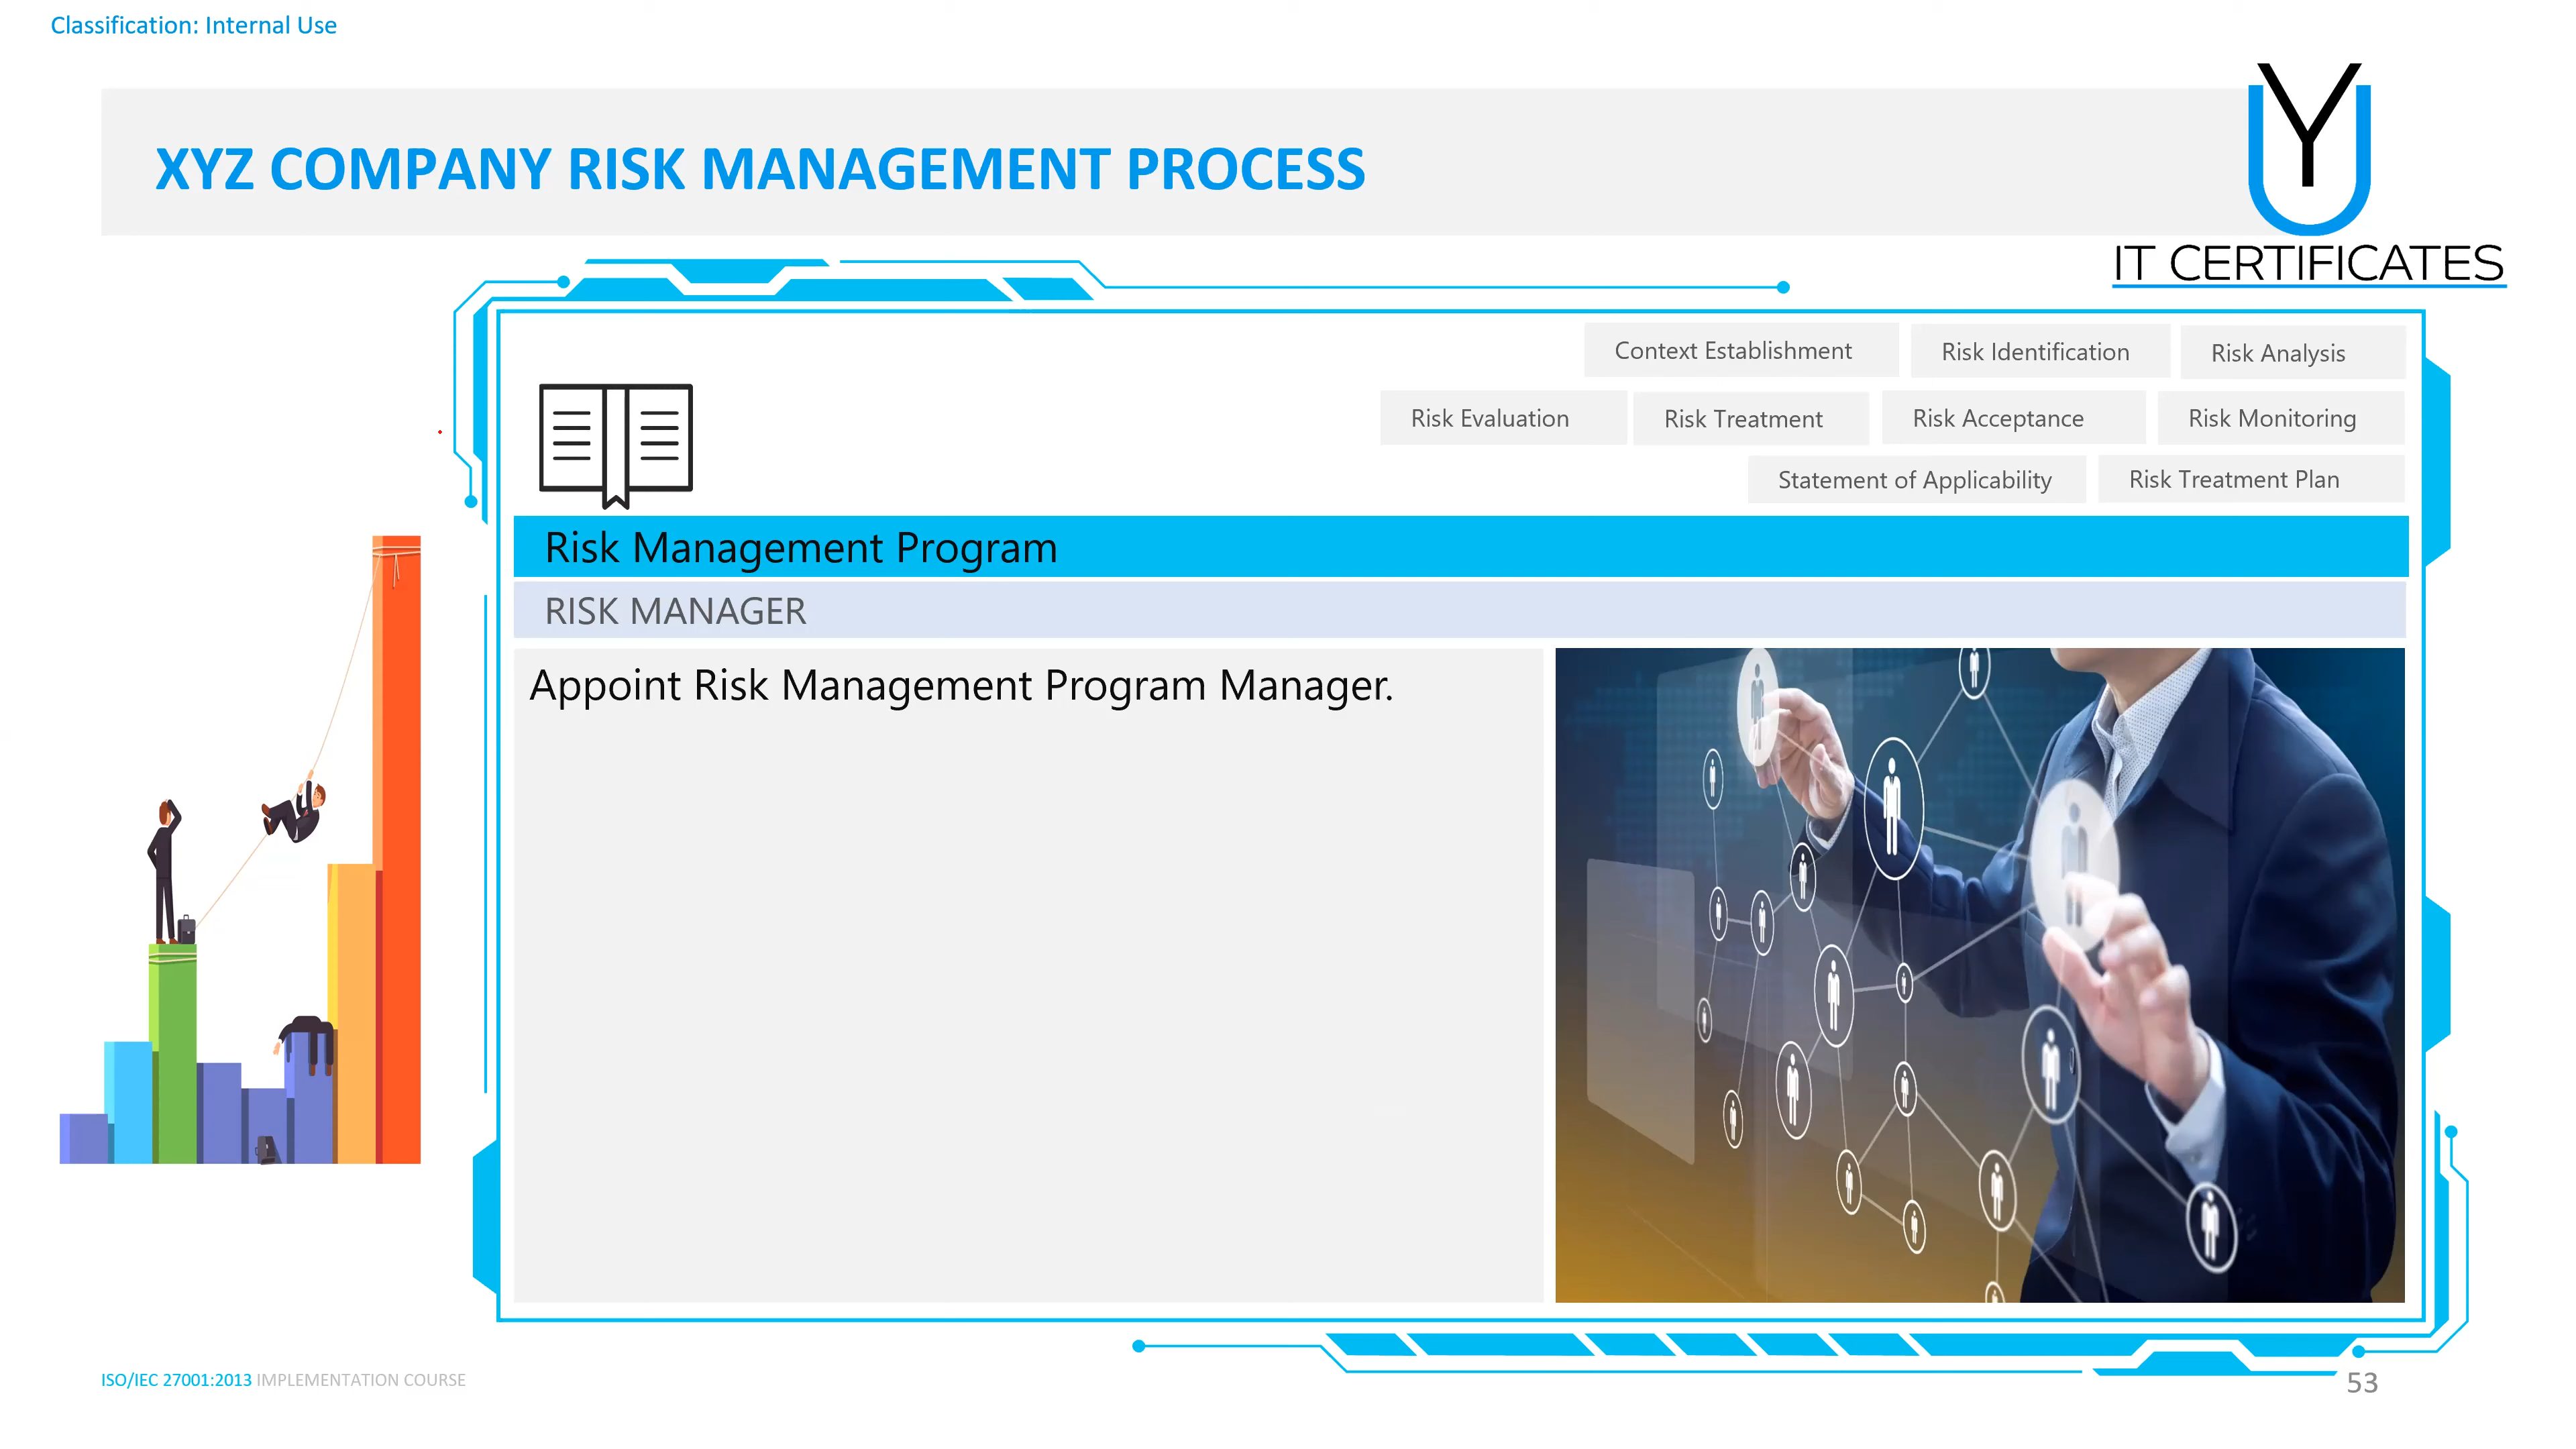 Classification: Internal Use
XYZ COMPANY RISK MANAGEMENT PROCESS
UY
IT CERTIFICATES
Context Establishment
Risk Identification
Risk Analysis
Risk Evaluation
Risk Treatment
Risk Acceptance
Risk Monitoring
Statement of Applicability
Risk Treatment Plan
Risk Management Program
RISK MANAGER
Appoint Risk Management Program Manager.
ISO/IEC 27001:2013 IMPLEMENTATION COURSE
53